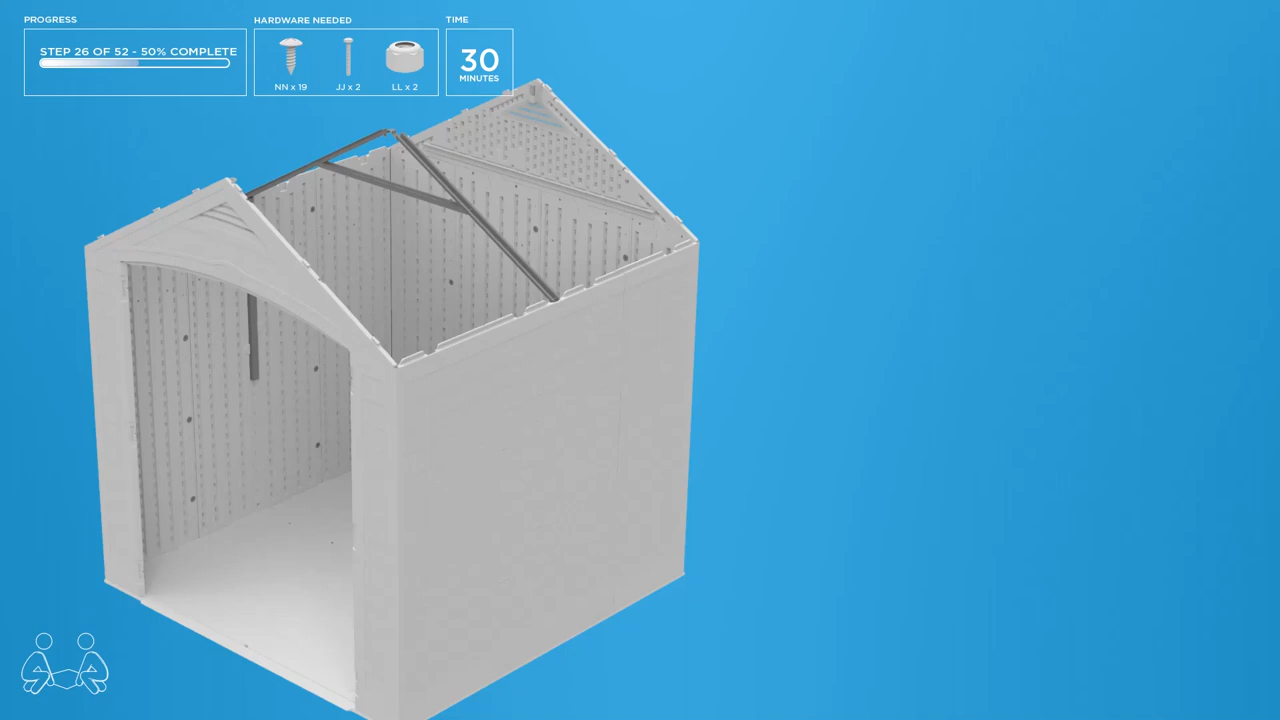 PROGRESS
STEP 26 OF 52 - 50% COMPLETE
HARDWARE NEEDED
NN x 19
JJ x 2
LL x 2
TIME
30
MINUTES